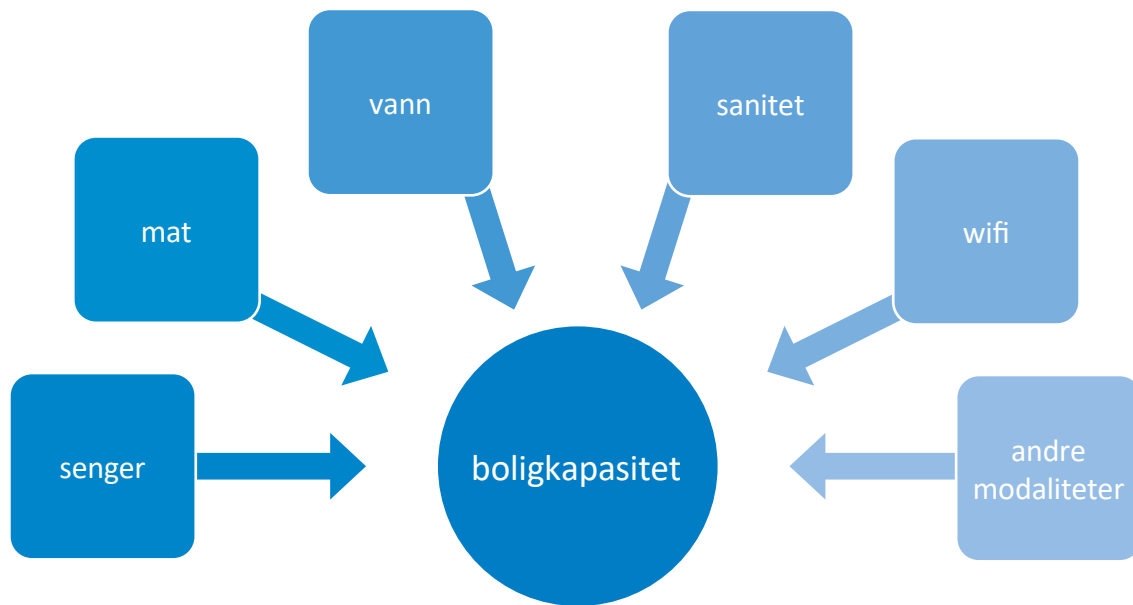 vann
sanitet
mat
wifi
senger
boligkapasitet
andre
modaliteter